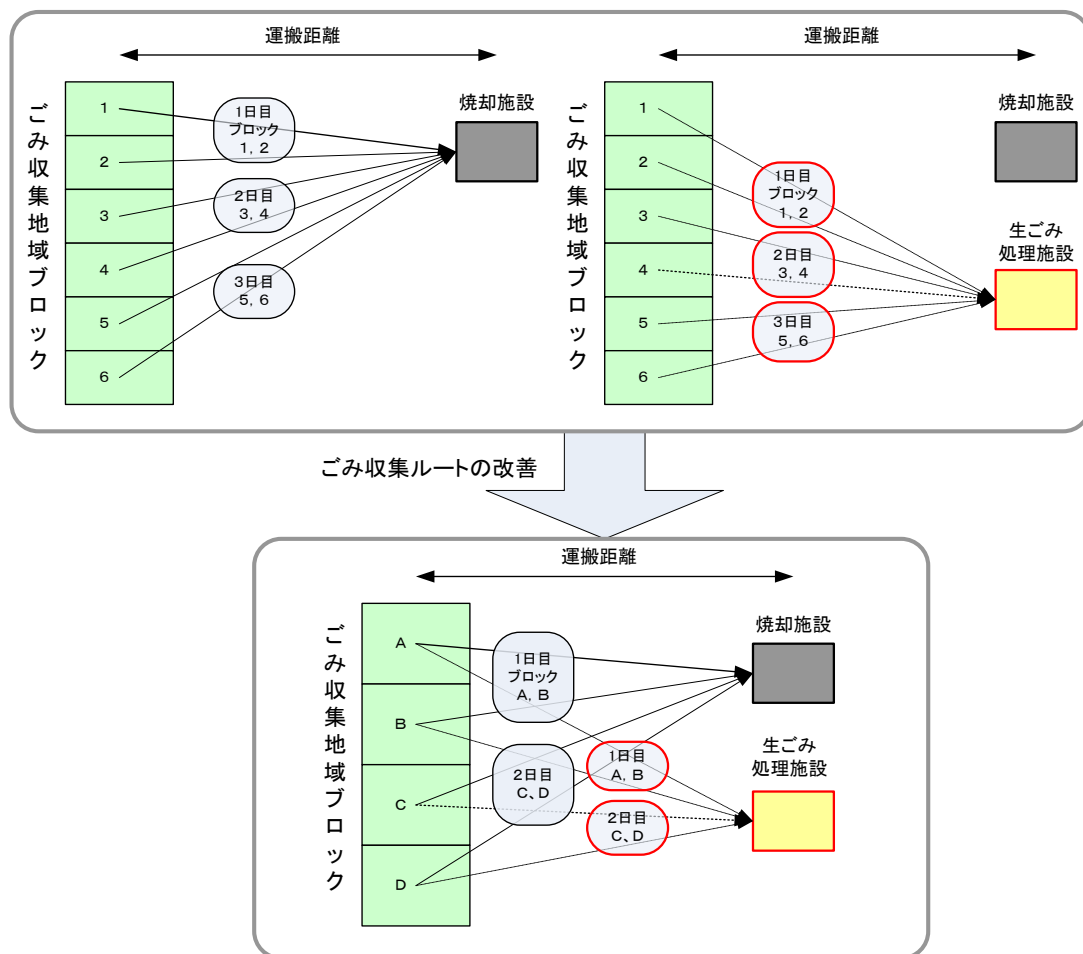 運搬距離
ごみ収集地域ブロック
1
2
3
4
5
6
1日目
ブロック
1, 2
2日目
3, 4
3日目
5, 6
焼却施設
運搬距離
ごみ収集地域ブロック
1
2
3
4
5
6
1日目
ブロック
1, 2
2日目
3, 4
3日目
5, 6
焼却施設
生ごみ
処理施設
ごみ収集ルートの改善
運搬距離
ごみ収集地域ブロック
A
B
C
D
1日目
ブロック
A, B
2日目
C、D
1日目
A, B
2日目
C、D
焼却施設
生ごみ
処理施設